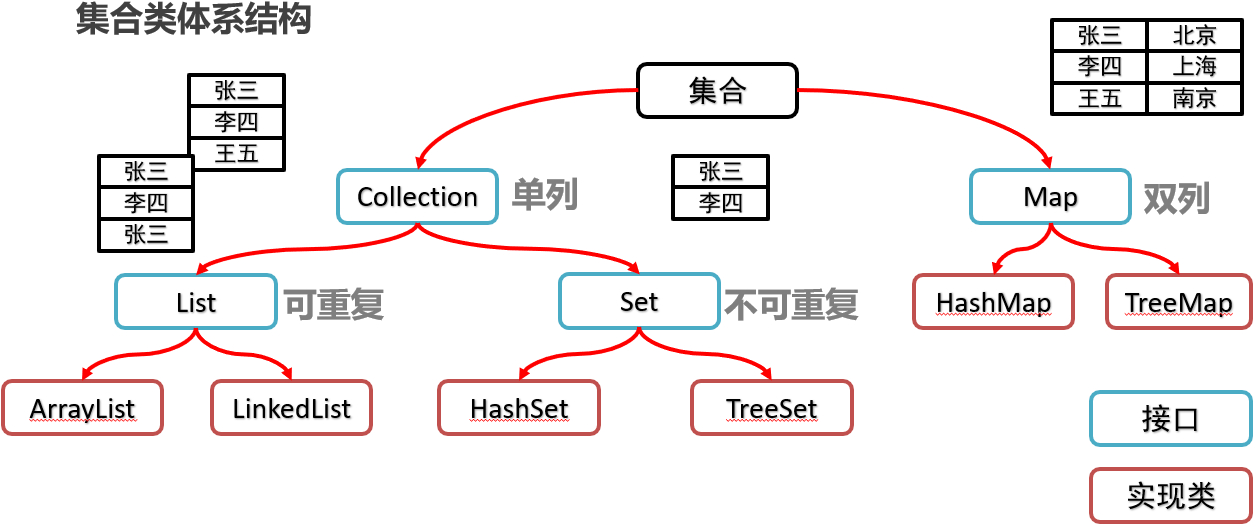 集合类体系结构
张三 北京
李四 上海
王五 南京
集合
张三
李四
王五
张三
李四
张三
张三
李四
Collection
单列
Map
双列
List
可重复
Set
不可重复
HashMap
TreeMap
ArrayList
LinkedList
HashSet
TreeSet
接口
实现类